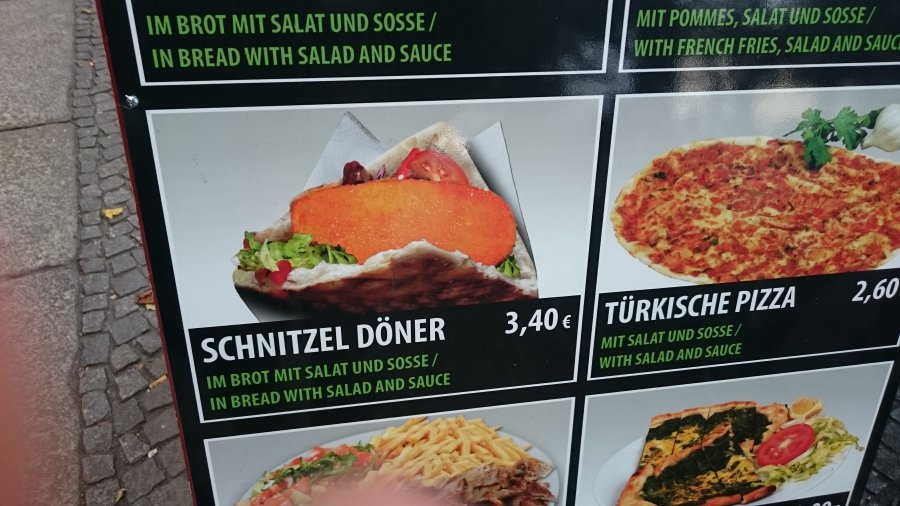 IM BROT MIT SALAT UND SOSSE /
IN BREAD WITH SALAD AND SAUCE
MIT POMMES, SALAT UND SOSSE /
WITH FRENCH FRIES, SALAD AND SAUC
SCHNITZEL DÖNER 3,40 €
IM BROT MIT SALAT UND SOSSE /
IN BREAD WITH SALAD AND SAUCE
TÜRKISCHE PIZZA 2,60
MIT SALAT UND SOSSE /
WITH SALAD AND SAUCE